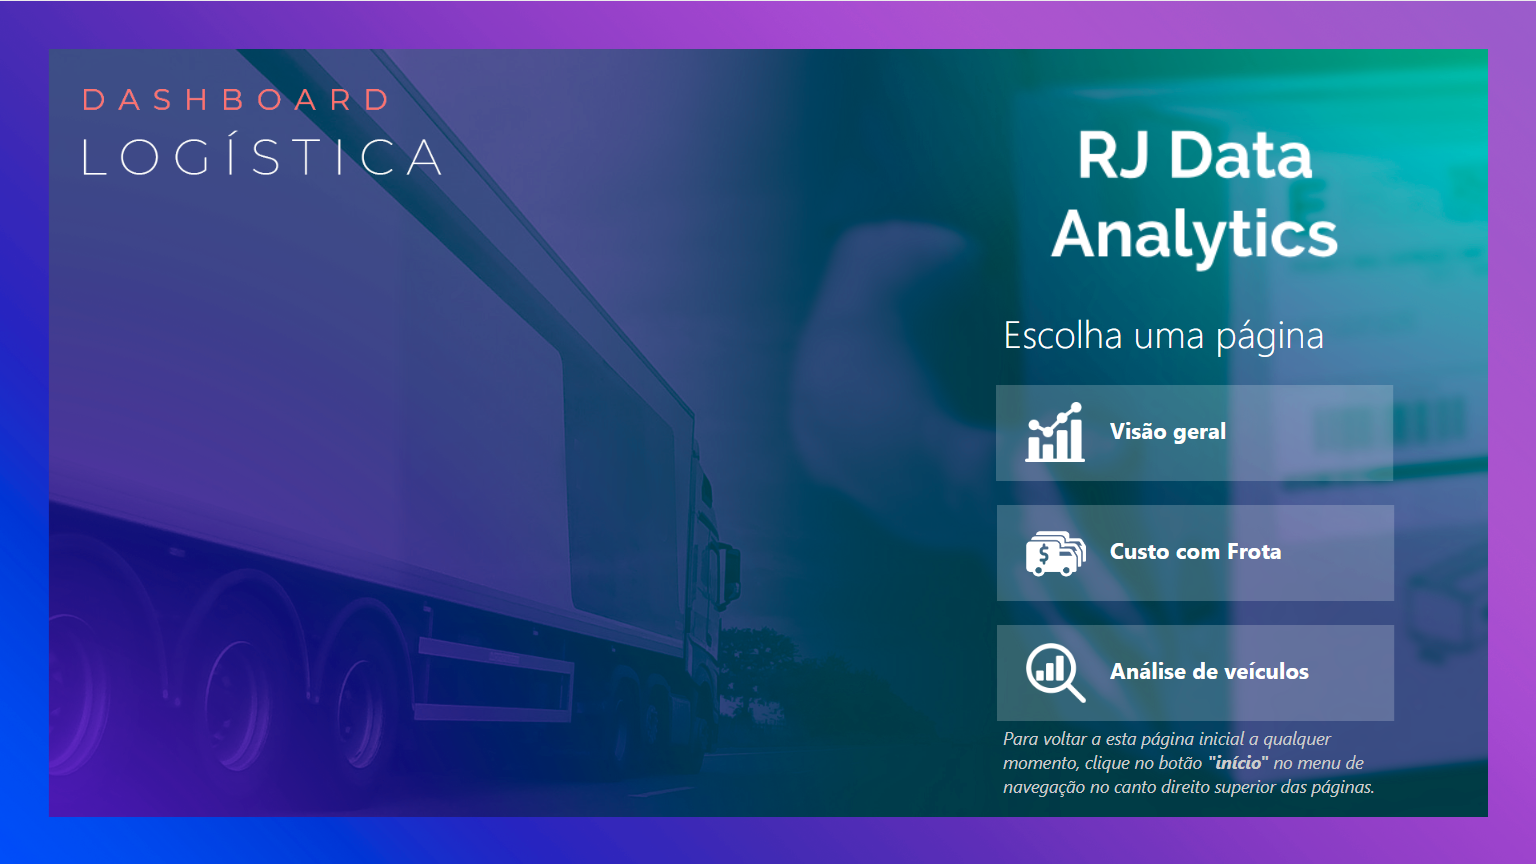 DASHBOARD
LOGÍSTICA
RJ Data
Analytics
Escolha uma página
Visão geral
Custo com Frota
Análise de veículos
Para voltar a esta página inicial a qualquer
momento, clique no botão "início" no menu de
navegação no canto direito superior das páginas.